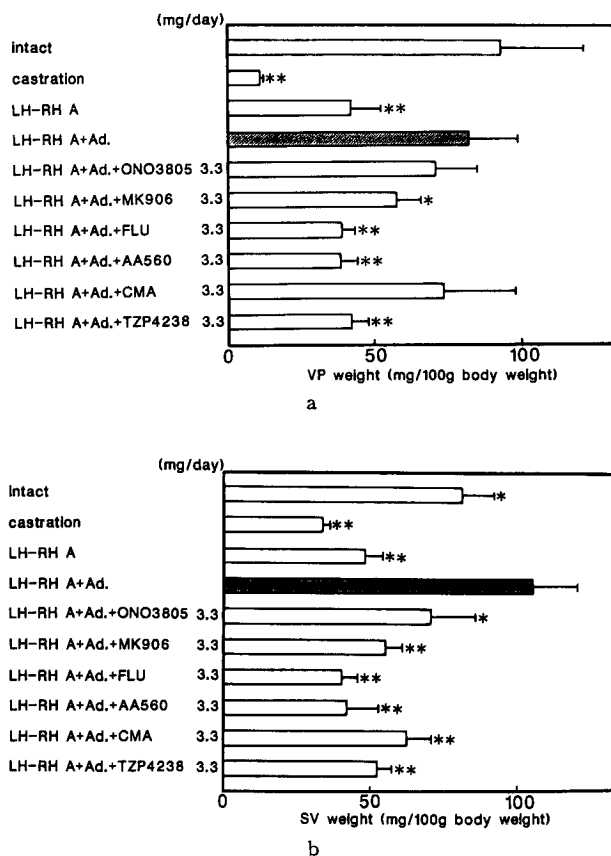 (mg/day)
intact
castration **
LH-RH A **
LH-RH A+Ad.
LH-RH A+Ad.+ONO3805 3.3
LH-RH A+Ad.+MK906 3.3 *
LH-RH A+Ad.+FLU 3.3 **
LH-RH A+Ad.+AA560 3.3 **
LH-RH A+Ad.+CMA 3.3
LH-RH A+Ad.+TZP4238 3.3 **
0 50 100
VP weight (mg/100g body weight)
a
(mg/day)
intact *
castration **
LH-RH A **
LH-RH A+Ad.
LH-RH A+Ad.+ONO3805 3.3 *
LH-RH A+Ad.+MK906 3.3 **
LH-RH A+Ad.+FLU 3.3 **
LH-RH A+Ad.+AA560 3.3 **
LH-RH A+Ad.+CMA 3.3 **
LH-RH A+Ad.+TZP4238 3.3 **
0 50 100
SV weight (mg/100g body weight)
b